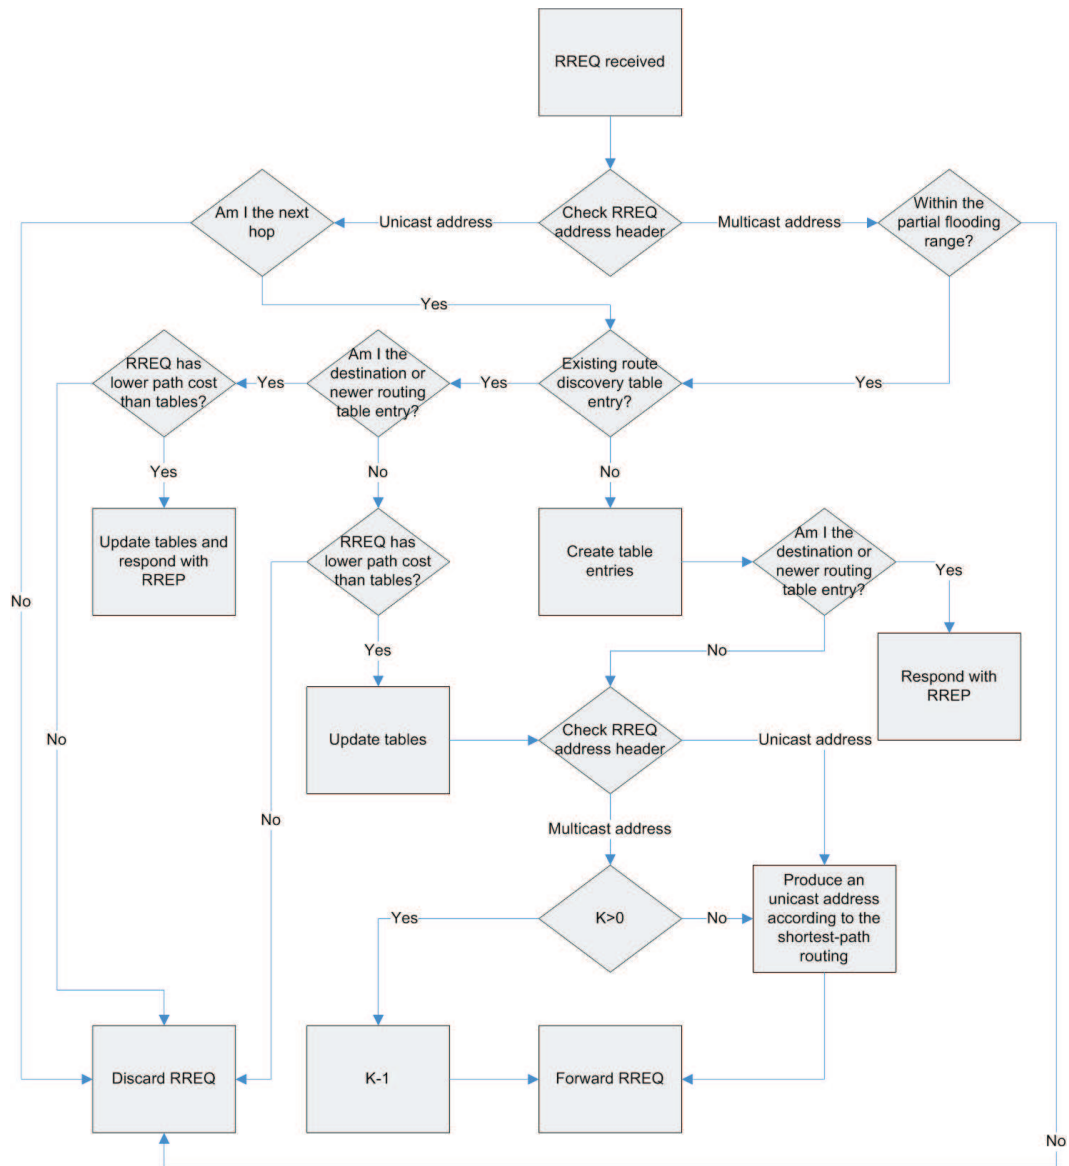 RREQ received
Am I the next
hop
Unicast address
Check RREQ
address header
Multicast address
Within the
partial flooding
range?
Yes
RREQ has
lower path cost
than tables?
Yes
Am I the
destination or
newer routing
table entry?
Yes
Existing route
discovery table
entry?
Yes
Yes
No
No
Update tables and
respond with
RREP
RREQ has
lower path cost
than tables?
Create table
entries
Am I the
destination or
newer routing
table entry?
Yes
No
Yes
No
Respond with
RREP
No
Update tables
Check RREQ
address header
Unicast address
No
Multicast address
Yes
K>0
No
Produce an
unicast address
according to the
shortest-path
routing
Discard RREQ
K-1
Forward RREQ
No